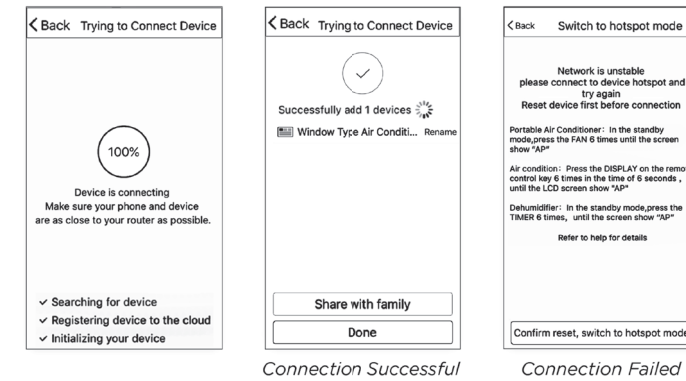 Back Trying to Connect Device
100%
Device is connecting
Make sure your phone and device
are as close to your router as possible.
✓ Searching for device
✓ Registering device to the cloud
✓ Initializing your device
Back Trying to Connect Device
Successfully add 1 devices
Window Type Air Conditi... Rename
Share with family
Done
Connection Successful
Back Switch to hotspot mode
Network is unstable
please connect to device hotspot and
try again
Reset device first before connection
Portable Air Conditioner: In the standby
mode,press the FAN 6 times until the screen
show "AP"
Air condition: Press the DISPLAY on the remo
control key 6 times in the time of 6 seconds ,
until the LCD screen show "AP"
Dehumidifier: In the standby mode,press the
TIMER 6 times, until the screen show "AP"
Refer to help for details
Confirm reset, switch to hotspot mode
Connection Failed